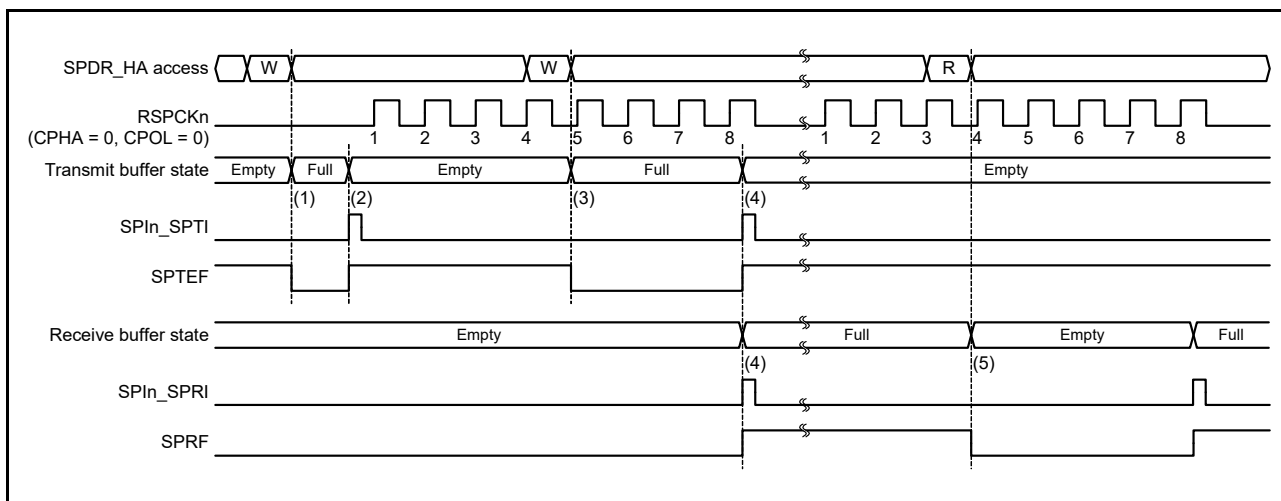 SPDR_HA access W W R
RSPCKn
(CPHA = 0, CPOL = 0)
1 2 3 4 5 6 7 8 1 2 3 4 5 6 7 8
Transmit buffer state Empty Full Empty Full Empty
(1) (2) (3) (4)
SPIn_SPTI
SPTEF
Receive buffer state Empty Full Empty Full
(4) (5)
SPIn_SPRI
SPRF